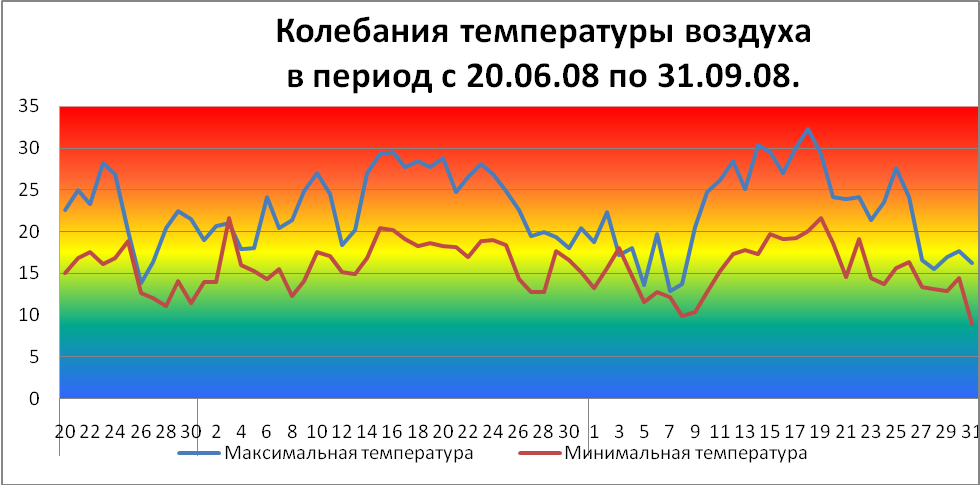 Колебания температуры воздуха
в период с 20.06.08 по 31.09.08.
35
30
25
20
15
10
5
0
20 22 24 26 28 30 2 4 6 8 10 12 14 16 18 20 22 24 26 28 30 1 3 5 7 9 11 13 15 17 19 21 23 25 27 29 31
Максимальная температура Минимальная температура